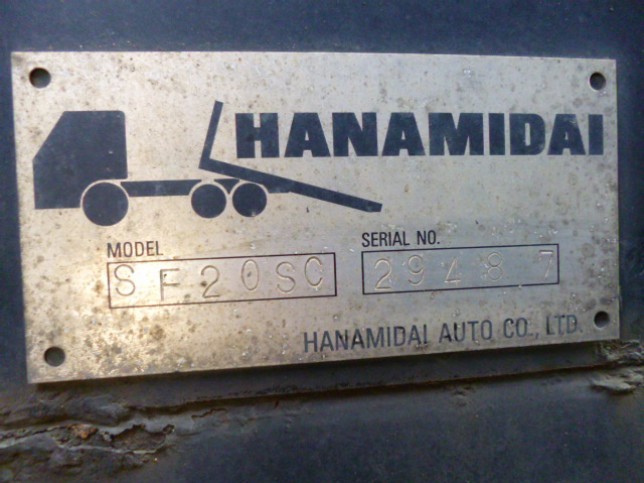 HANAMIDAI
MODEL
SF20SC
SERIAL NO.
29487
HANAMIDAI AUTO CO., LTD.